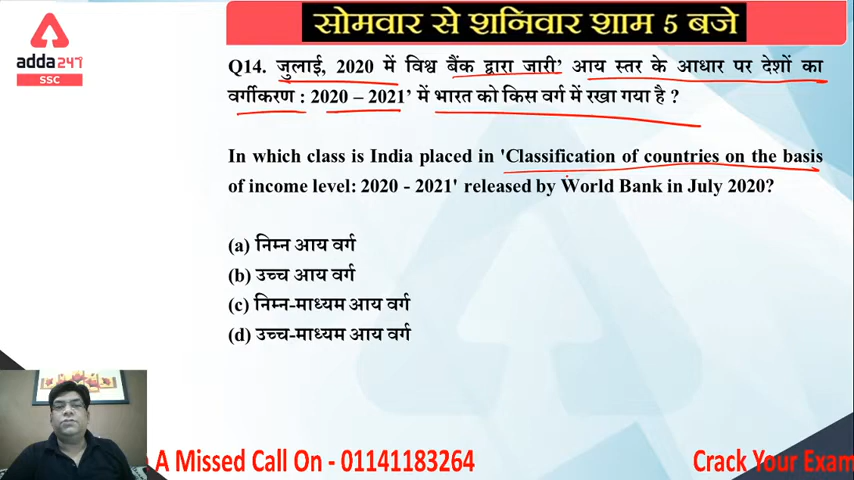 सोमवार से शनिवार शाम 5 बजे
adda247
SSC
Q14. जुलाई, 2020 में विश्व बैंक द्वारा जारी' आय स्तर के आधार पर देशों का
वर्गीकरण : 2020 – 2021' में भारत को किस वर्ग में रखा गया है ?
In which class is India placed in 'Classification of countries on the basis
of income level: 2020 - 2021' released by World Bank in July 2020?
(a) निम्न आय वर्ग
(b) उच्च आय वर्ग
(c) निम्न-माध्यम आय वर्ग
(d) उच्च-माध्यम आय वर्ग
A Missed Call On - 01141183264
Crack Your Exam